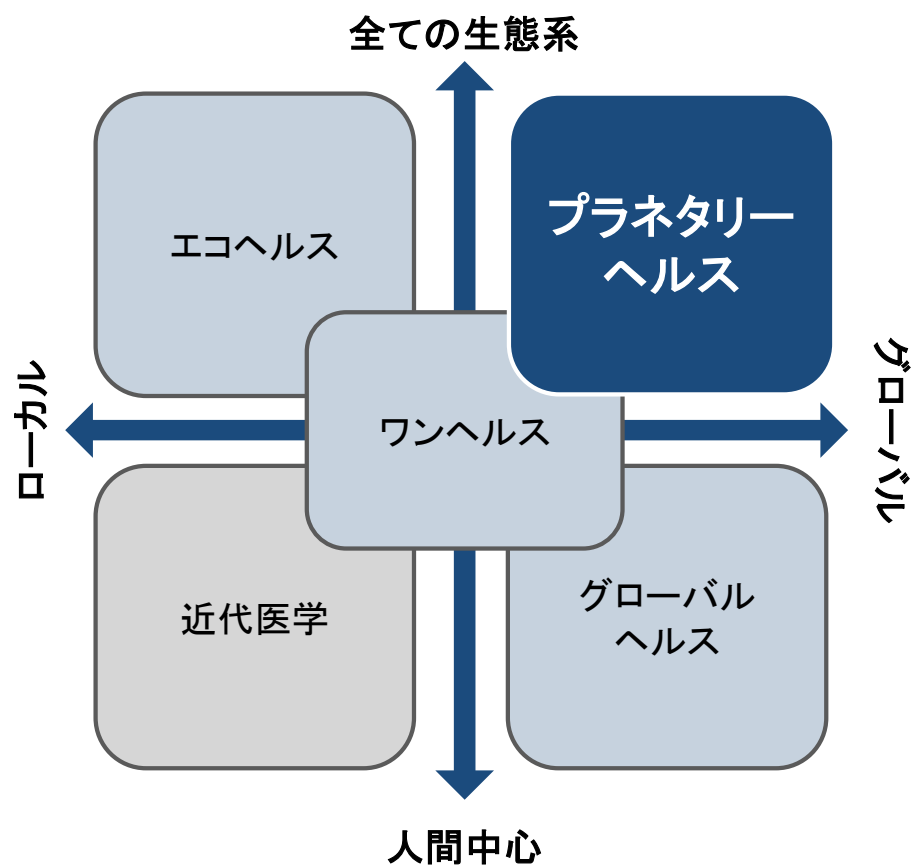 全ての生態系
エコヘルス
プラネタリー
ヘルス
ローカル
ワンヘルス
グローバル
近代医学
グローバル
ヘルス
人間中心